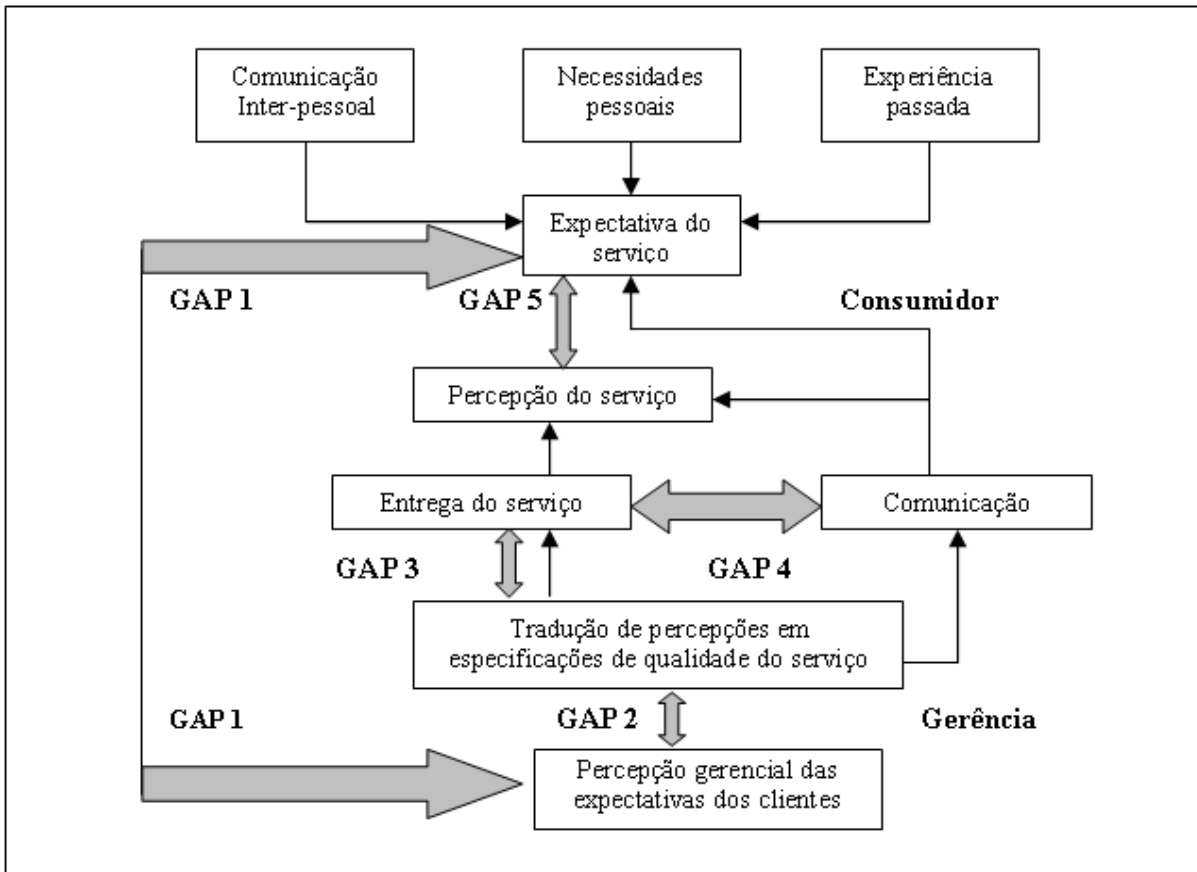 Comunicação
Inter-pessoal
Necessidades
pessoais
Experiência
passada
Expectativa do
serviço
GAP 1
GAP 5
Consumidor
Percepção do serviço
Entrega do serviço
Comunicação
GAP 3
GAP 4
Tradução de percepções em
especificações de qualidade do serviço
GAP 1
GAP 2
Gerência
Percepção gerencial das
expectativas dos clientes